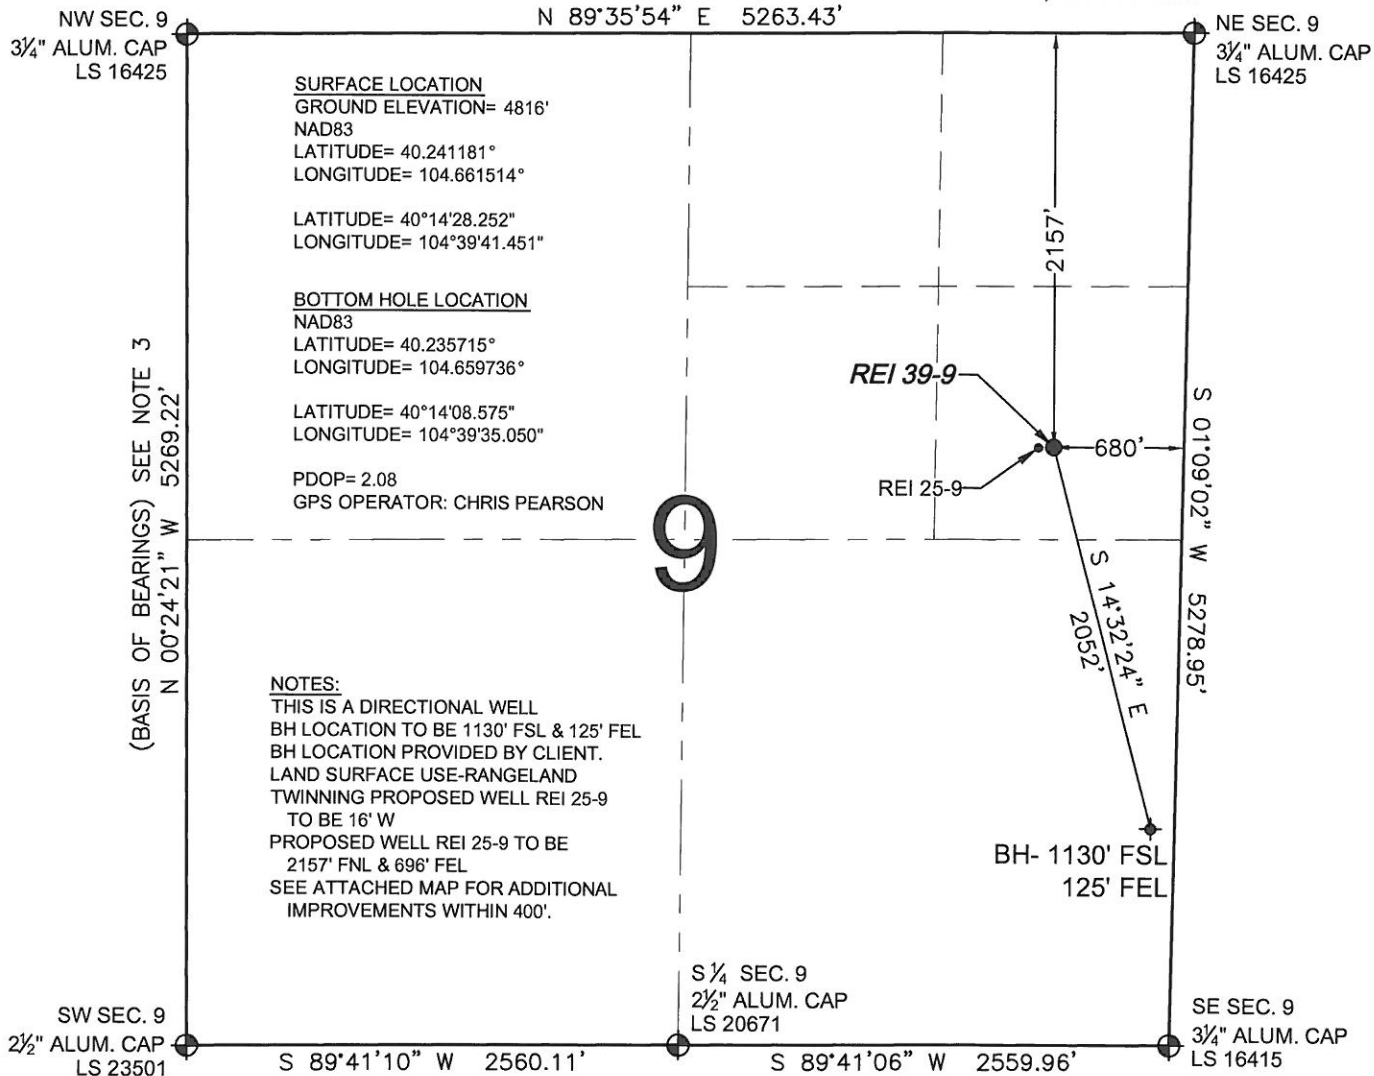 N 89°35'54" E 5263.43'
NW SEC. 9
3¼" ALUM. CAP
LS 16425
NE SEC. 9
3¼" ALUM. CAP
LS 16425
SURFACE LOCATION
GROUND ELEVATION= 4816'
NAD83
LATITUDE= 40.241181°
LONGITUDE= 104.661514°
LATITUDE= 40°14'28.252"
LONGITUDE= 104°39'41.451"
BOTTOM HOLE LOCATION
NAD83
LATITUDE= 40.235715°
LONGITUDE= 104.659736°
LATITUDE= 40°14'08.575"
LONGITUDE= 104°39'35.050"
PDOP= 2.08
GPS OPERATOR: CHRIS PEARSON
(BASIS OF BEARINGS) SEE NOTE 3
N 00°24'21" W 5269.22'
2157'
REI 39-9
680'
REI 25-9
S 01°09'02" W 5278.95'
9
S 14°32'24" E
2052'
NOTES:
THIS IS A DIRECTIONAL WELL
BH LOCATION TO BE 1130' FSL & 125' FEL
BH LOCATION PROVIDED BY CLIENT.
LAND SURFACE USE-RANGELAND
TWINNING PROPOSED WELL REI 25-9
TO BE 16' W
PROPOSED WELL REI 25-9 TO BE
2157' FNL & 696' FEL
SEE ATTACHED MAP FOR ADDITIONAL
IMPROVEMENTS WITHIN 400'.
BH- 1130' FSL
125' FEL
S ¼ SEC. 9
2½" ALUM. CAP
LS 20671
SW SEC. 9
2½" ALUM. CAP
LS 23501
SE SEC. 9
3¼" ALUM. CAP
LS 16415
S 89°41'10" W 2560.11'
S 89°41'06" W 2559.96'